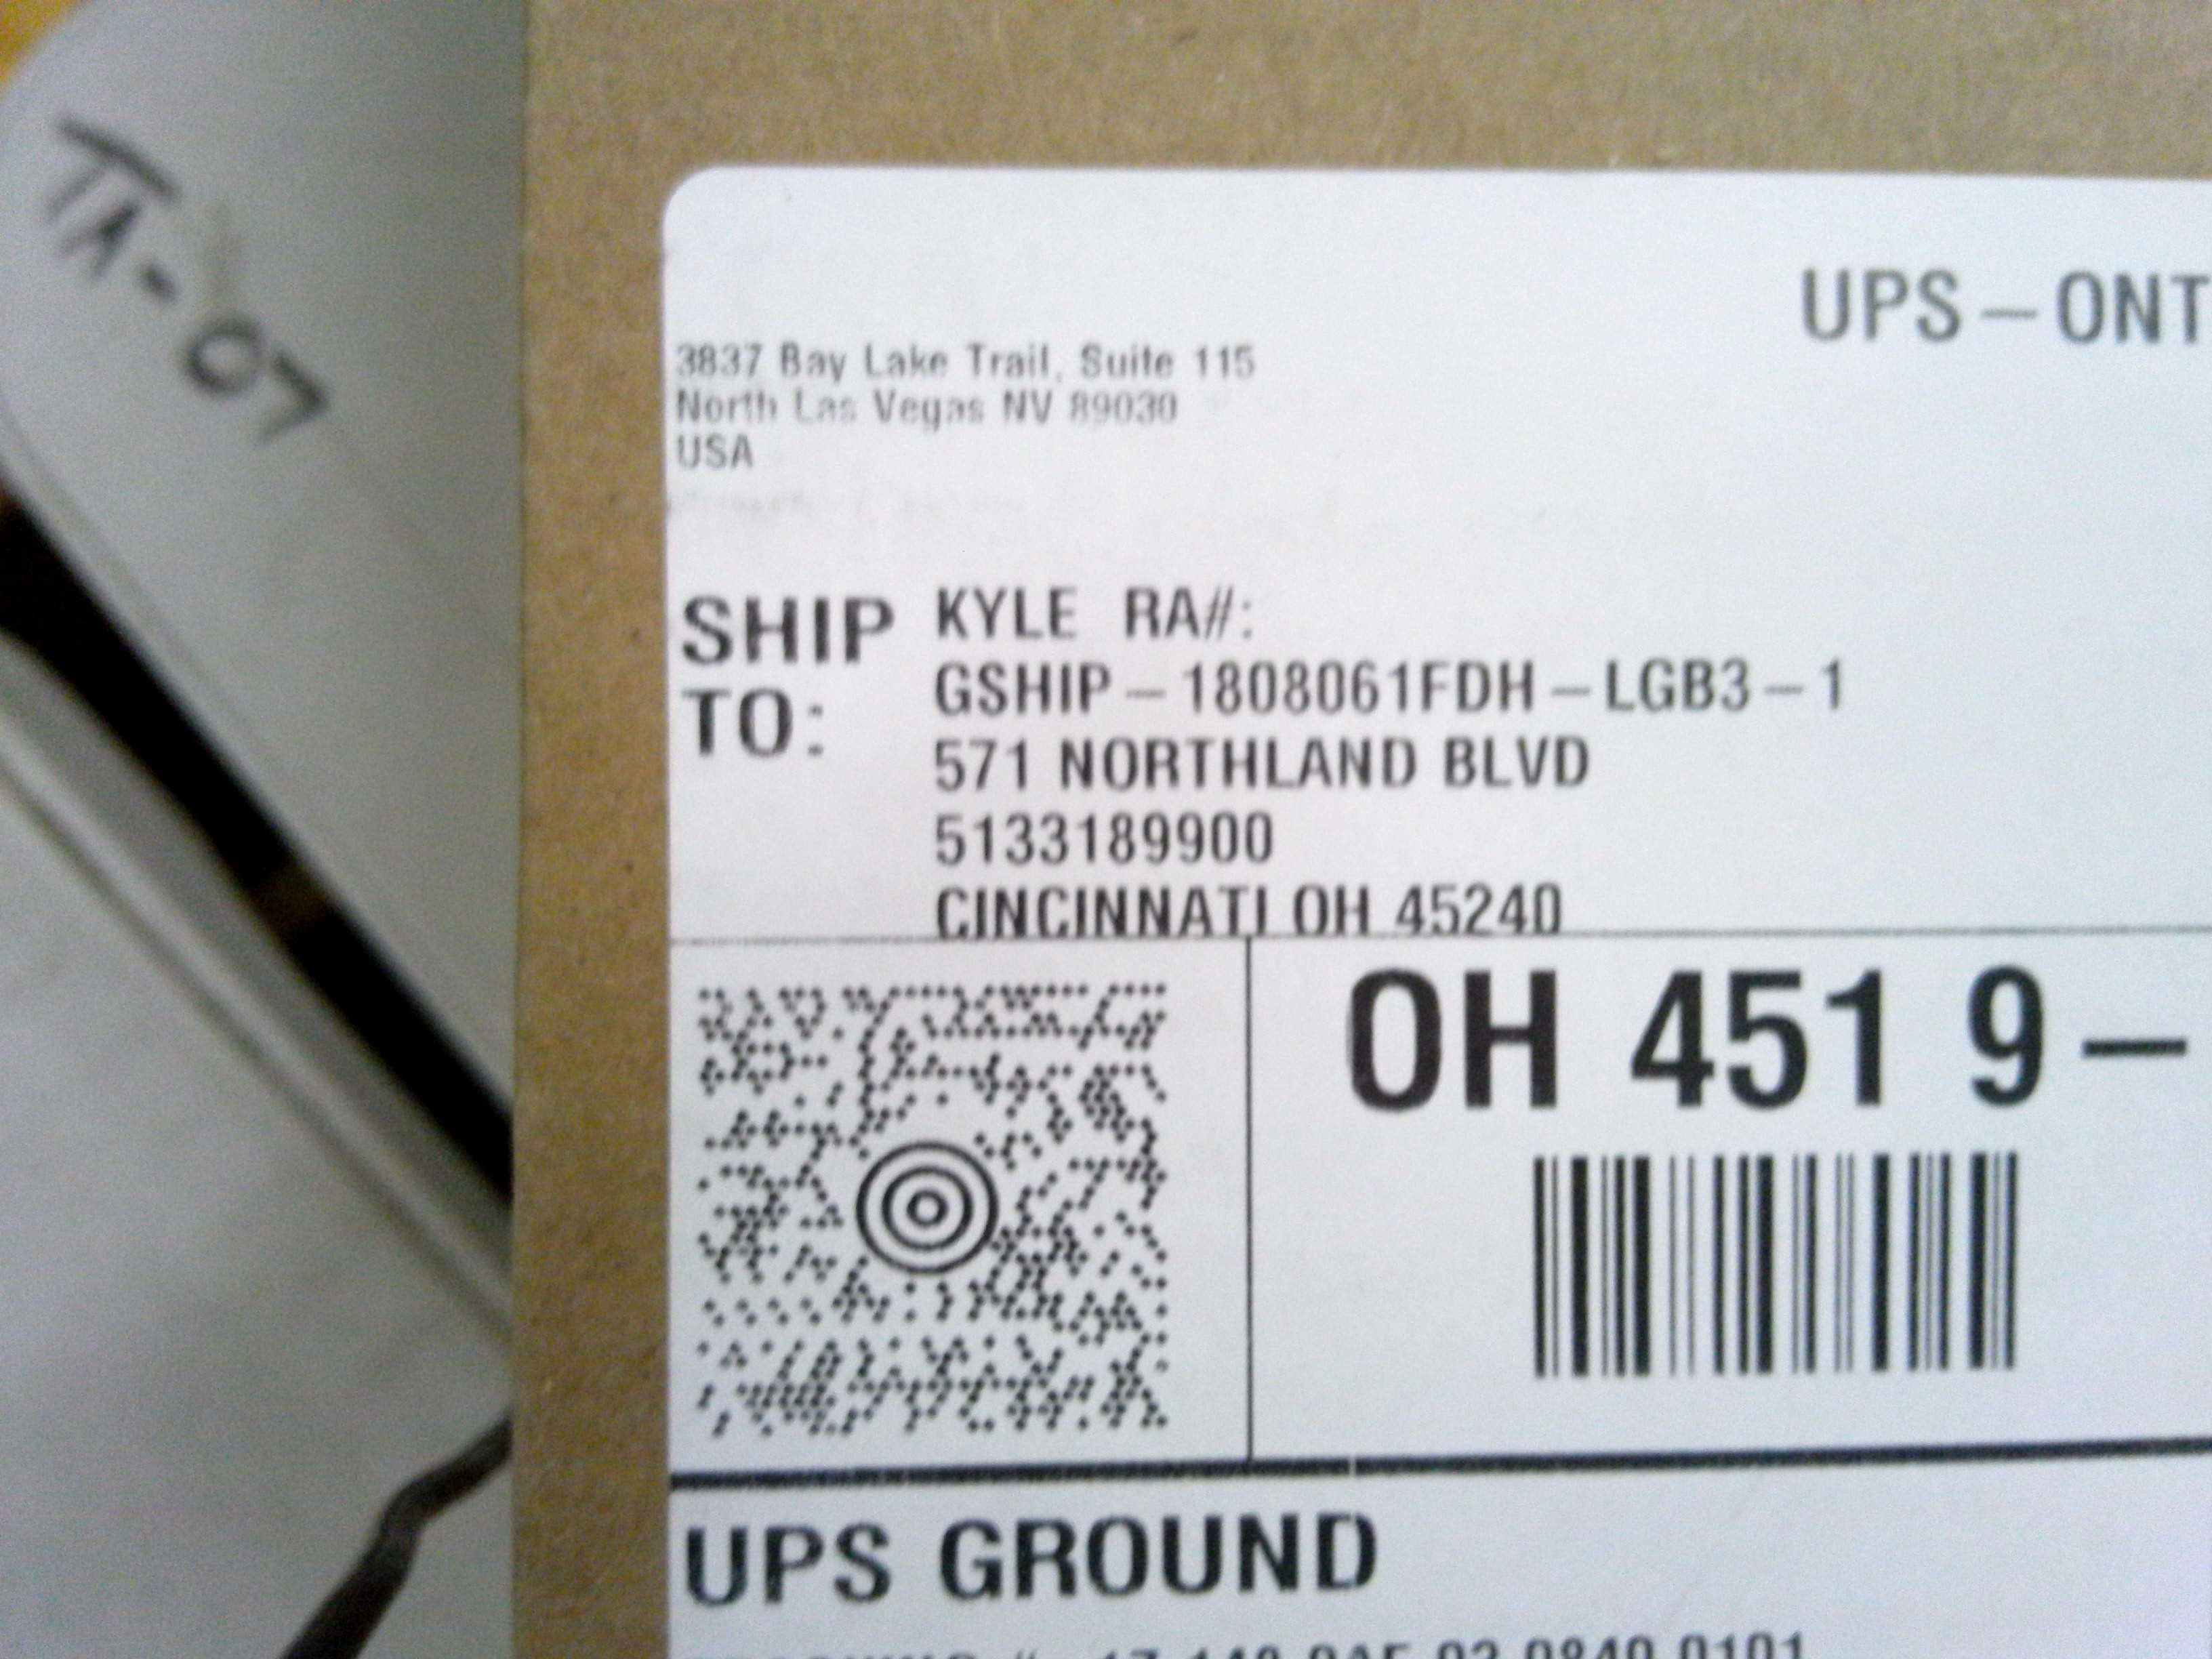 TA-07
UPS-ONT
3837 Bay Lake Trail, Suite 115
North Las Vegas NV 89030
USA
SHIP TO:
KYLE RA#:
GSHIP-1808061FDH-LGB3-1
571 NORTHLAND BLVD
5133189900
CINCINNATI OH 45240
OH 451 9-
UPS GROUND